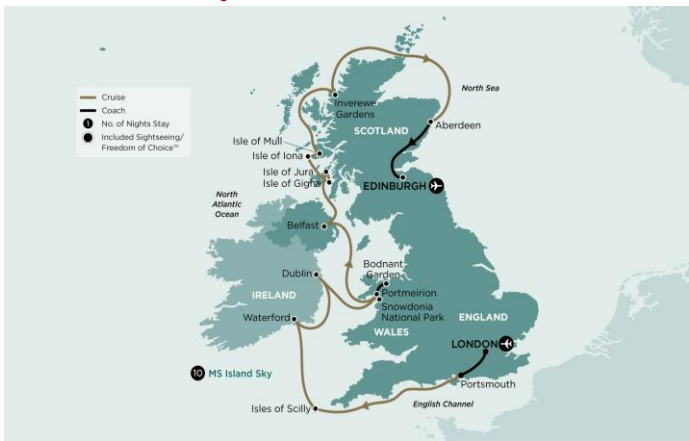 Cruise
Coach
1 No. of Nights Stay
Included Sightseeing/
Freedom of Choice™
North Sea
Inverewe
Gardens
SCOTLAND
Aberdeen
Isle of Mull
Isle of Iona
Isle of Jura
Isle of Gigha
EDINBURGH
North
Atlantic
Ocean
Belfast
Bodnant
Garden
Dublin
Portmeirion
IRELAND
Snowdonia
National Park
ENGLAND
Waterford
WALES
LONDON
10 MS Island Sky
Portsmouth
English Channel
Isles of Scilly